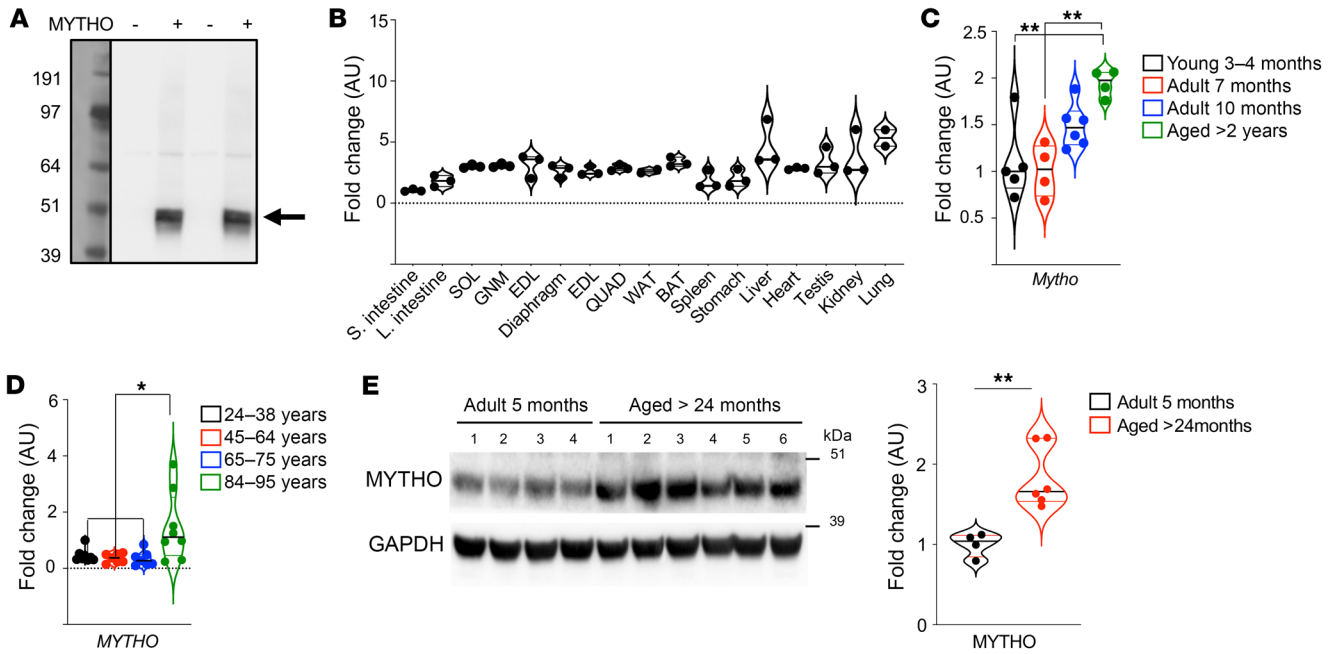 A
MYTHO - + - +
191
97
64
51
39
B
Fold change (AU)
15
10
5
0
S. intestine
L. intestine
SOL
GNM
EDL
Diaphragm
EDL
QUAD
WAT
BAT
Spleen
Stomach
Liver
Heart
Testis
Kidney
Lung
C
Fold change (AU)
2.5
2
1.5
1
0.5
** **
Mytho
Young 3–4 months
Adult 7 months
Adult 10 months
Aged >2 years
D
Fold change (AU)
6
4
2
0
*
MYTHO
24–38 years
45–64 years
65–75 years
84–95 years
E
Adult 5 months Aged > 24 months
1 2 3 4 1 2 3 4 5 6 kDa
51
MYTHO
39
GAPDH
Fold change (AU)
3
2
1
0
**
MYTHO
Adult 5 months
Aged >24months